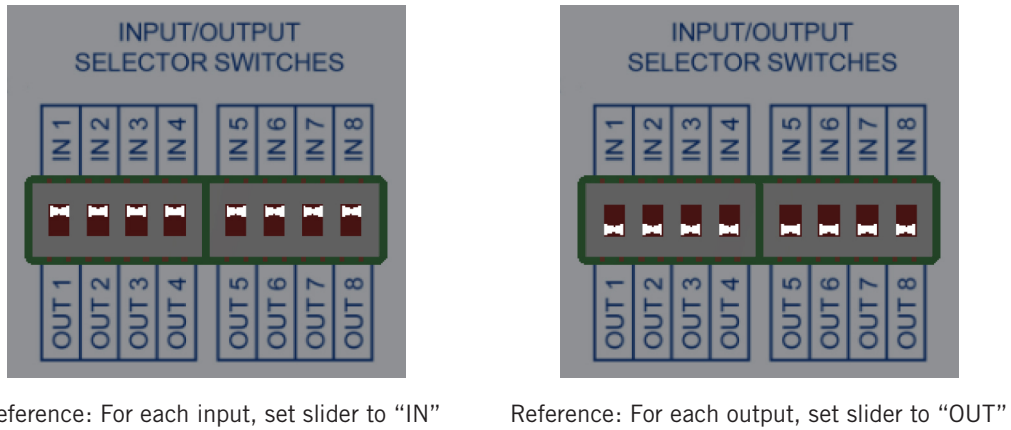 INPUT/OUTPUT
SELECTOR SWITCHES
IN 1 IN 2 IN 3 IN 4 IN 5 IN 6 IN 7 IN 8
OUT 1 OUT 2 OUT 3 OUT 4 OUT 5 OUT 6 OUT 7 OUT 8
eference: For each input, set slider to “IN”
INPUT/OUTPUT
SELECTOR SWITCHES
IN 1 IN 2 IN 3 IN 4 IN 5 IN 6 IN 7 IN 8
OUT 1 OUT 2 OUT 3 OUT 4 OUT 5 OUT 6 OUT 7 OUT 8
Reference: For each output, set slider to “OUT”